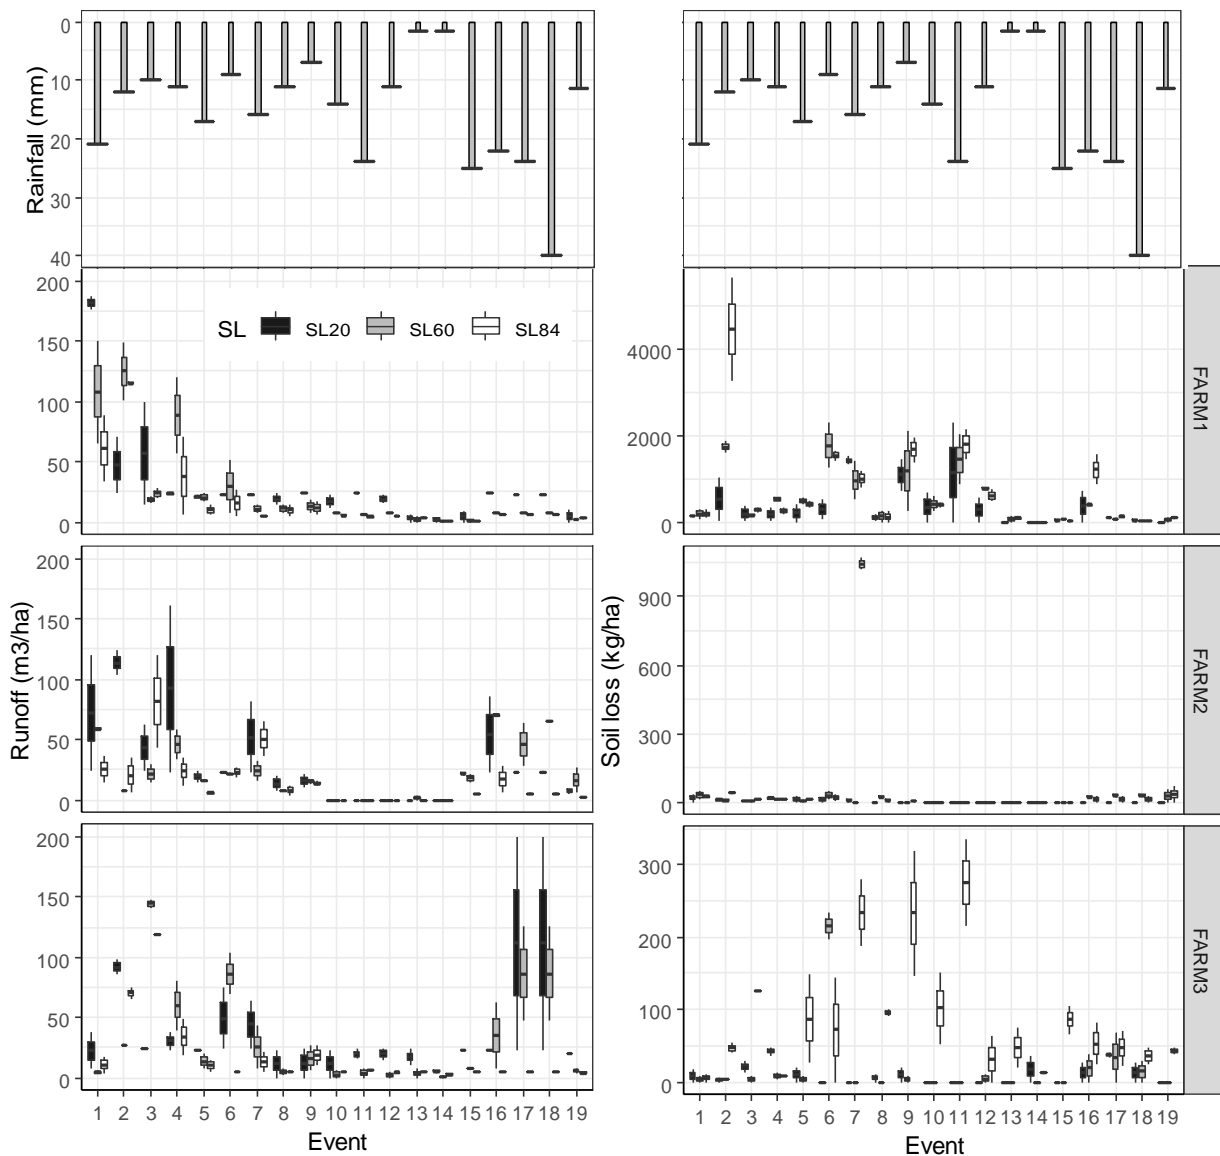 0
10
20
30
40
Rainfall (mm)
200
150
100
50
0
SL SL20 SL60 SL84
4000
2000
0
FARM1
200
150
100
50
0
Runoff (m3/ha)
900
600
300
0
Soil loss (kg/ha)
FARM2
200
150
100
50
0
300
200
100
0
FARM3
1 2 3 4 5 6 7 8 9 10 11 12 13 14 15 16 17 18 19
1 2 3 4 5 6 7 8 9 10 11 12 13 14 15 16 17 18 19
Event
Event